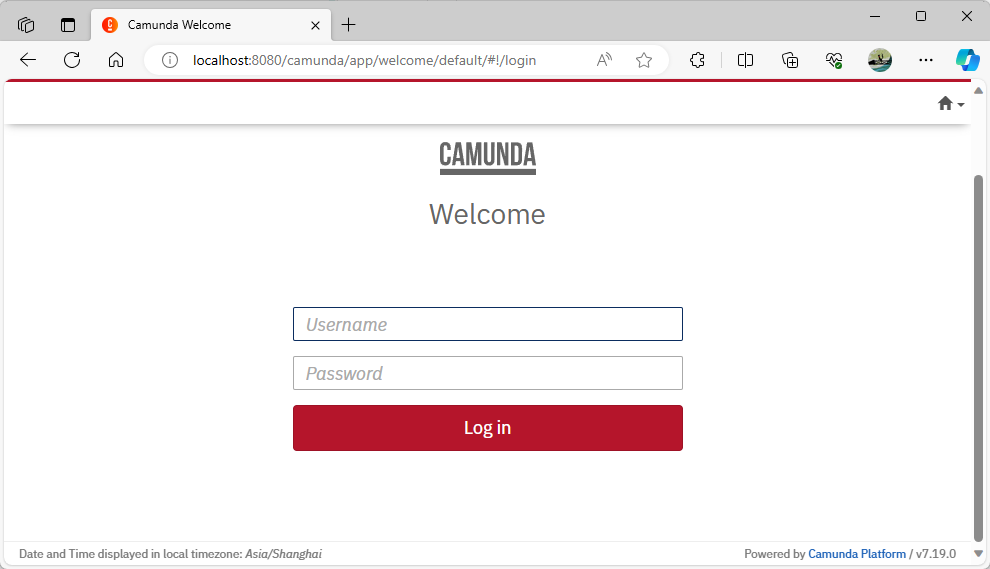 Camunda Welcome
localhost:8080/camunda/app/welcome/default/#!/login
CAMUNDA
Welcome
Username
Password
Log in
Date and Time displayed in local timezone: Asia/Shanghai
Powered by Camunda Platform / v7.19.0